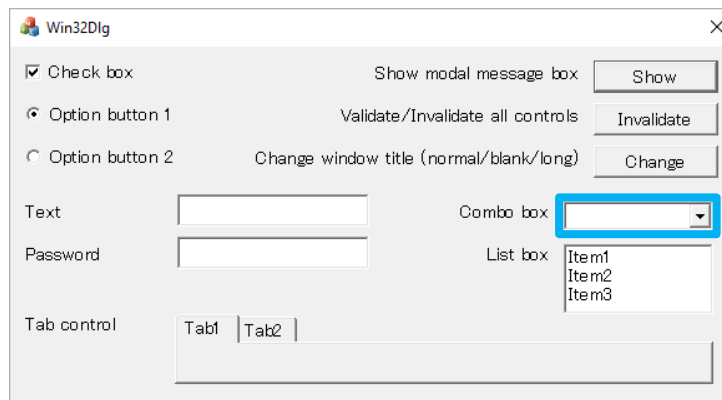 Win32Dlg
Check box
Show modal message box
Show
Option button 1
Validate/Invalidate all controls
Invalidate
Option button 2
Change window title (normal/blank/long)
Change
Text
Combo box
Password
List box
Item1
Item2
Item3
Tab control
Tab1
Tab2